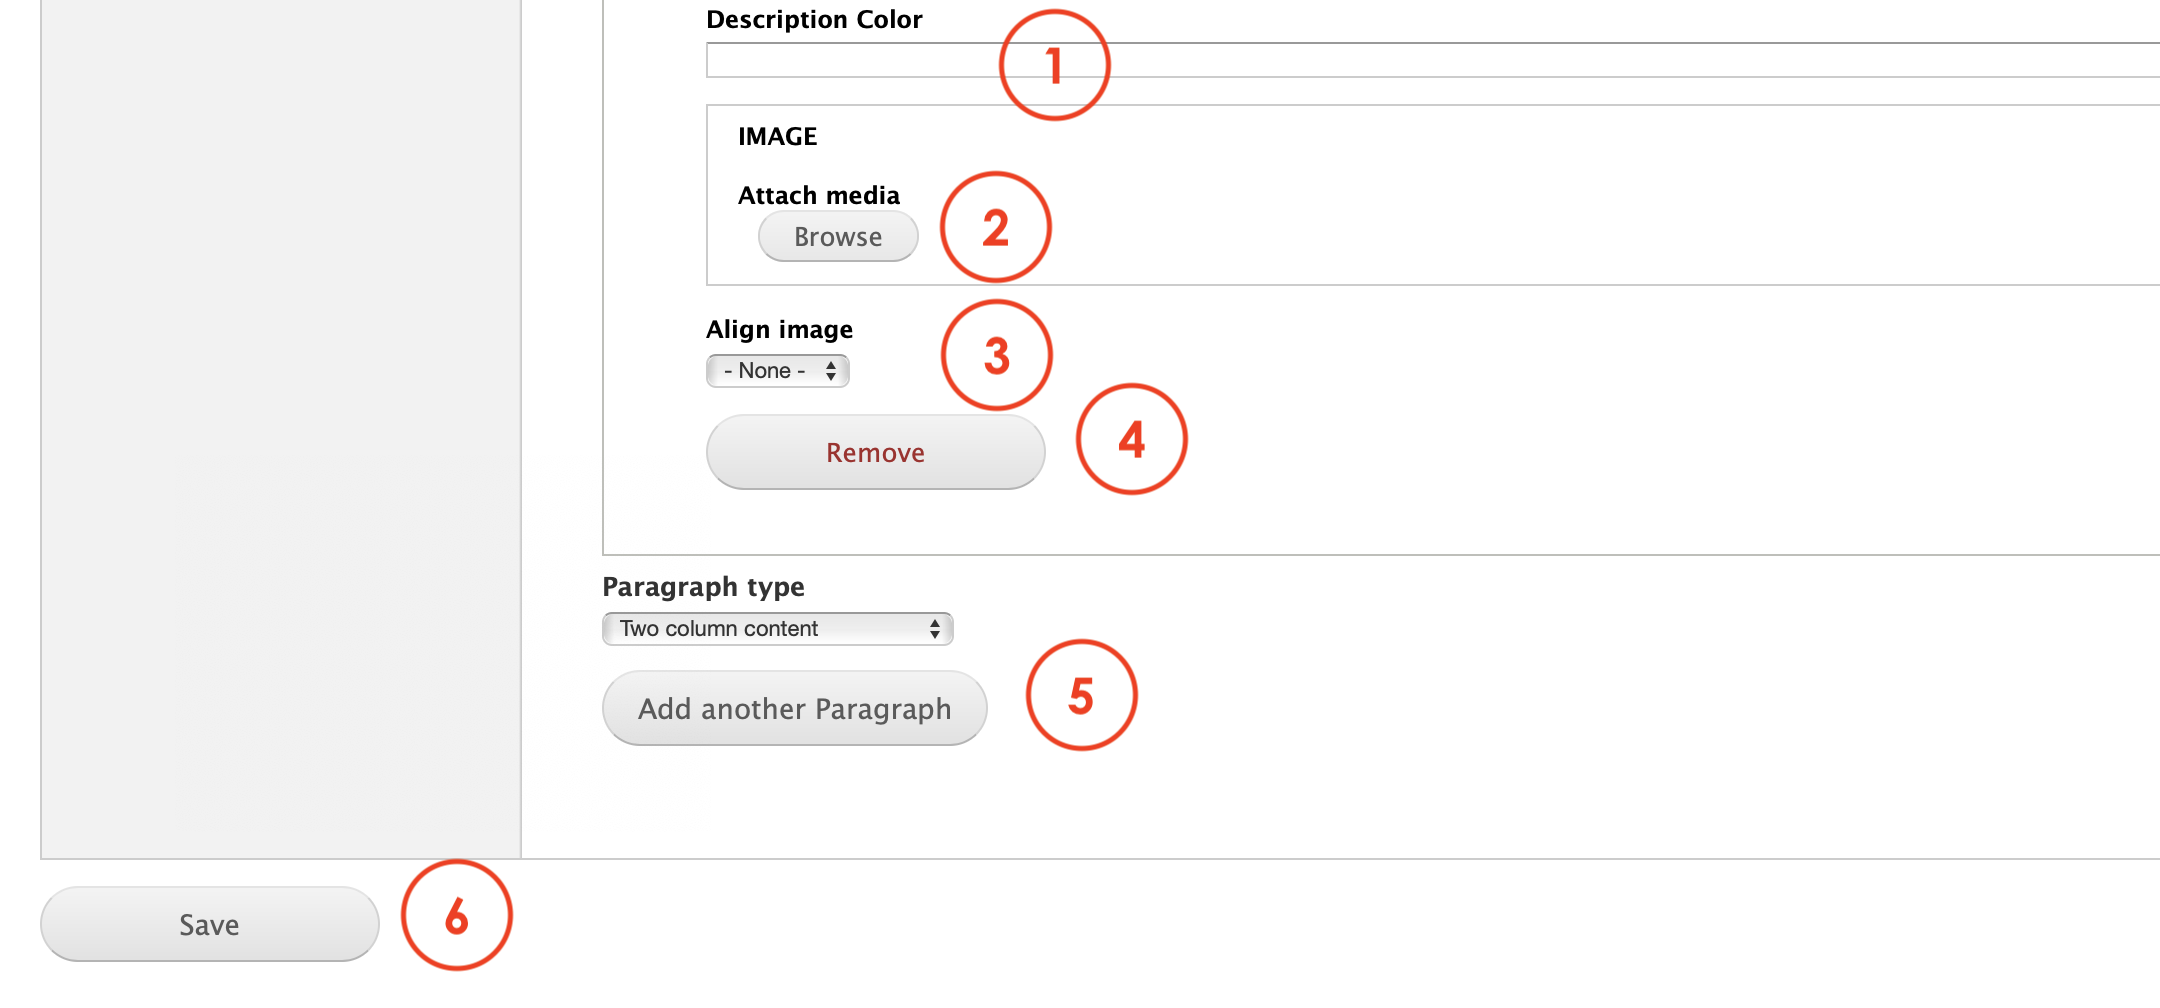 Description Color
1
IMAGE
Attach media
Browse
2
Align image
- None -
3
Remove
4
Paragraph type
Two column content
Add another Paragraph
5
Save
6